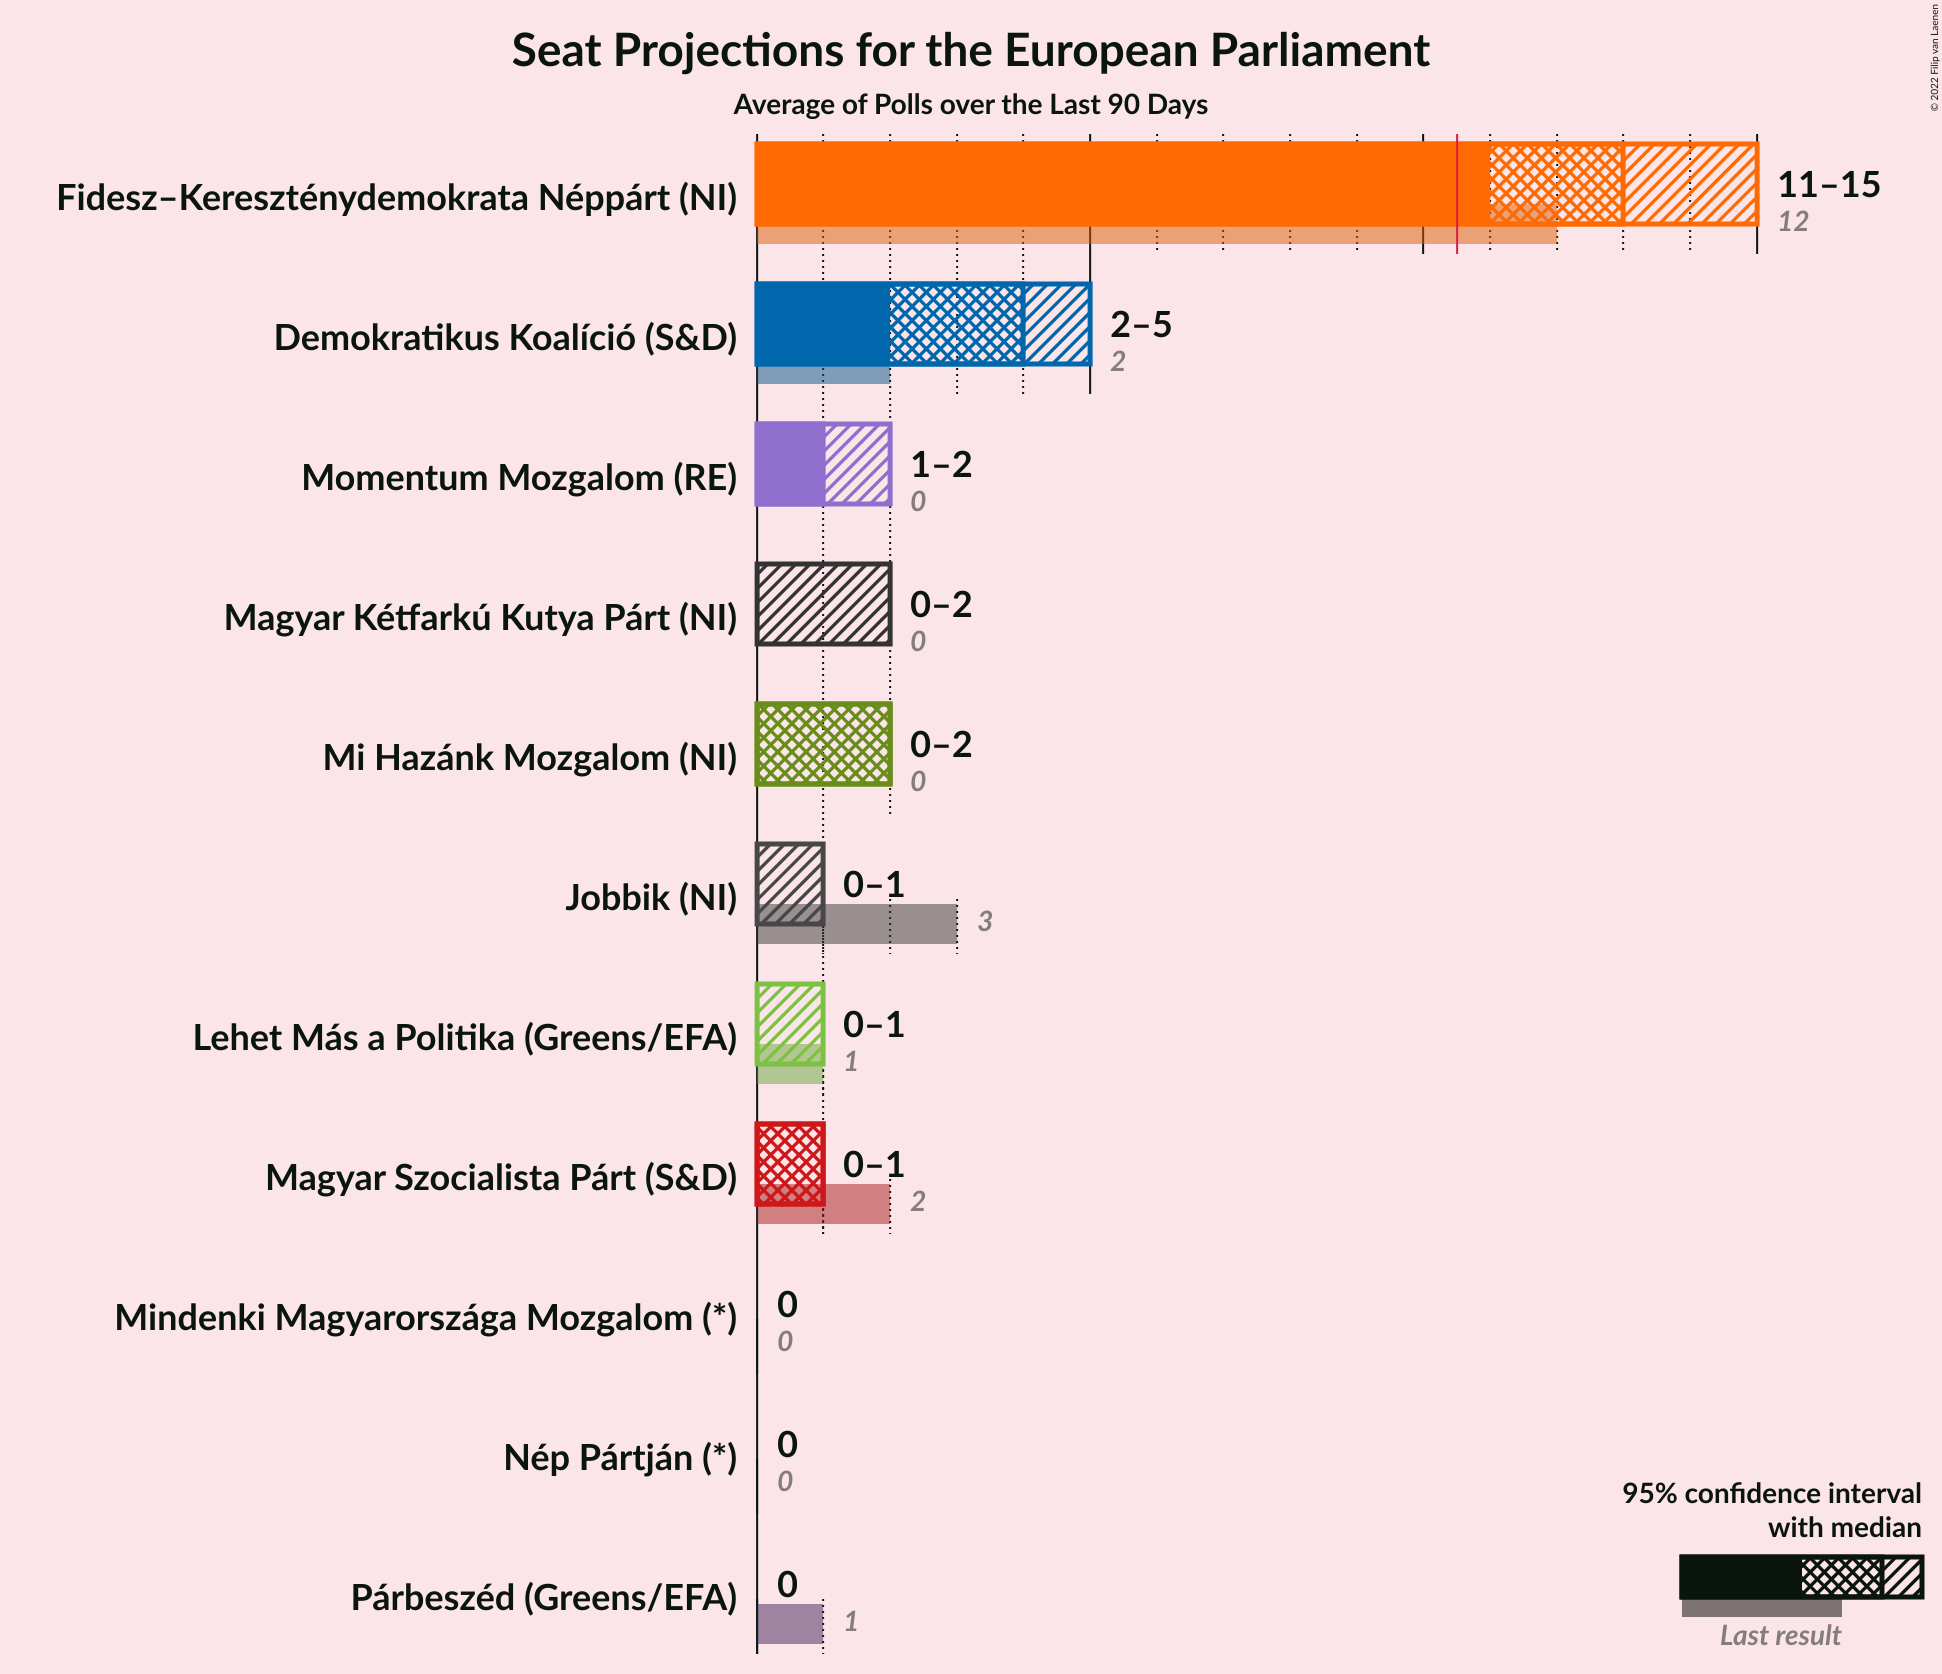 Seat Projections for the European Parliament
Average of Polls over the Last 90 Days
© 2022 Filip van Laenen
Fidesz–Kereszténydemokrata Néppárt (NI)
11–15
12
Demokratikus Koalíció (S&D)
2–5
2
Momentum Mozgalom (RE)
1–2
0
Magyar Kétfarkú Kutya Párt (NI)
0–2
0
Mi Hazánk Mozgalom (NI)
0–2
0
Jobbik (NI)
0–1
3
Lehet Más a Politika (Greens/EFA)
0–1
1
Magyar Szocialista Párt (S&D)
0–1
2
Mindenki Magyarországa Mozgalom (*)
0
0
Nép Pártján (*)
0
0
Párbeszéd (Greens/EFA)
0
1
95% confidence interval
with median
Last result